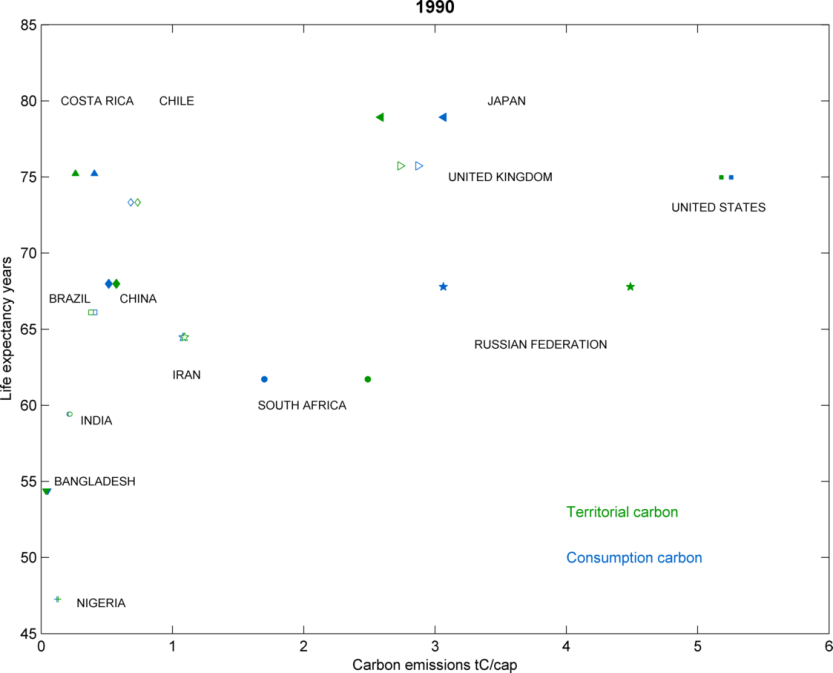 1990
85
80
COSTA RICA CHILE JAPAN
75
UNITED KINGDOM
UNITED STATES
70
BRAZIL CHINA
65
RUSSIAN FEDERATION
IRAN
60
SOUTH AFRICA
INDIA
55
BANGLADESH
Territorial carbon
50
Consumption carbon
NIGERIA
45
0 1 2 3 4 5 6
Life expectancy years
Carbon emissions tC/cap